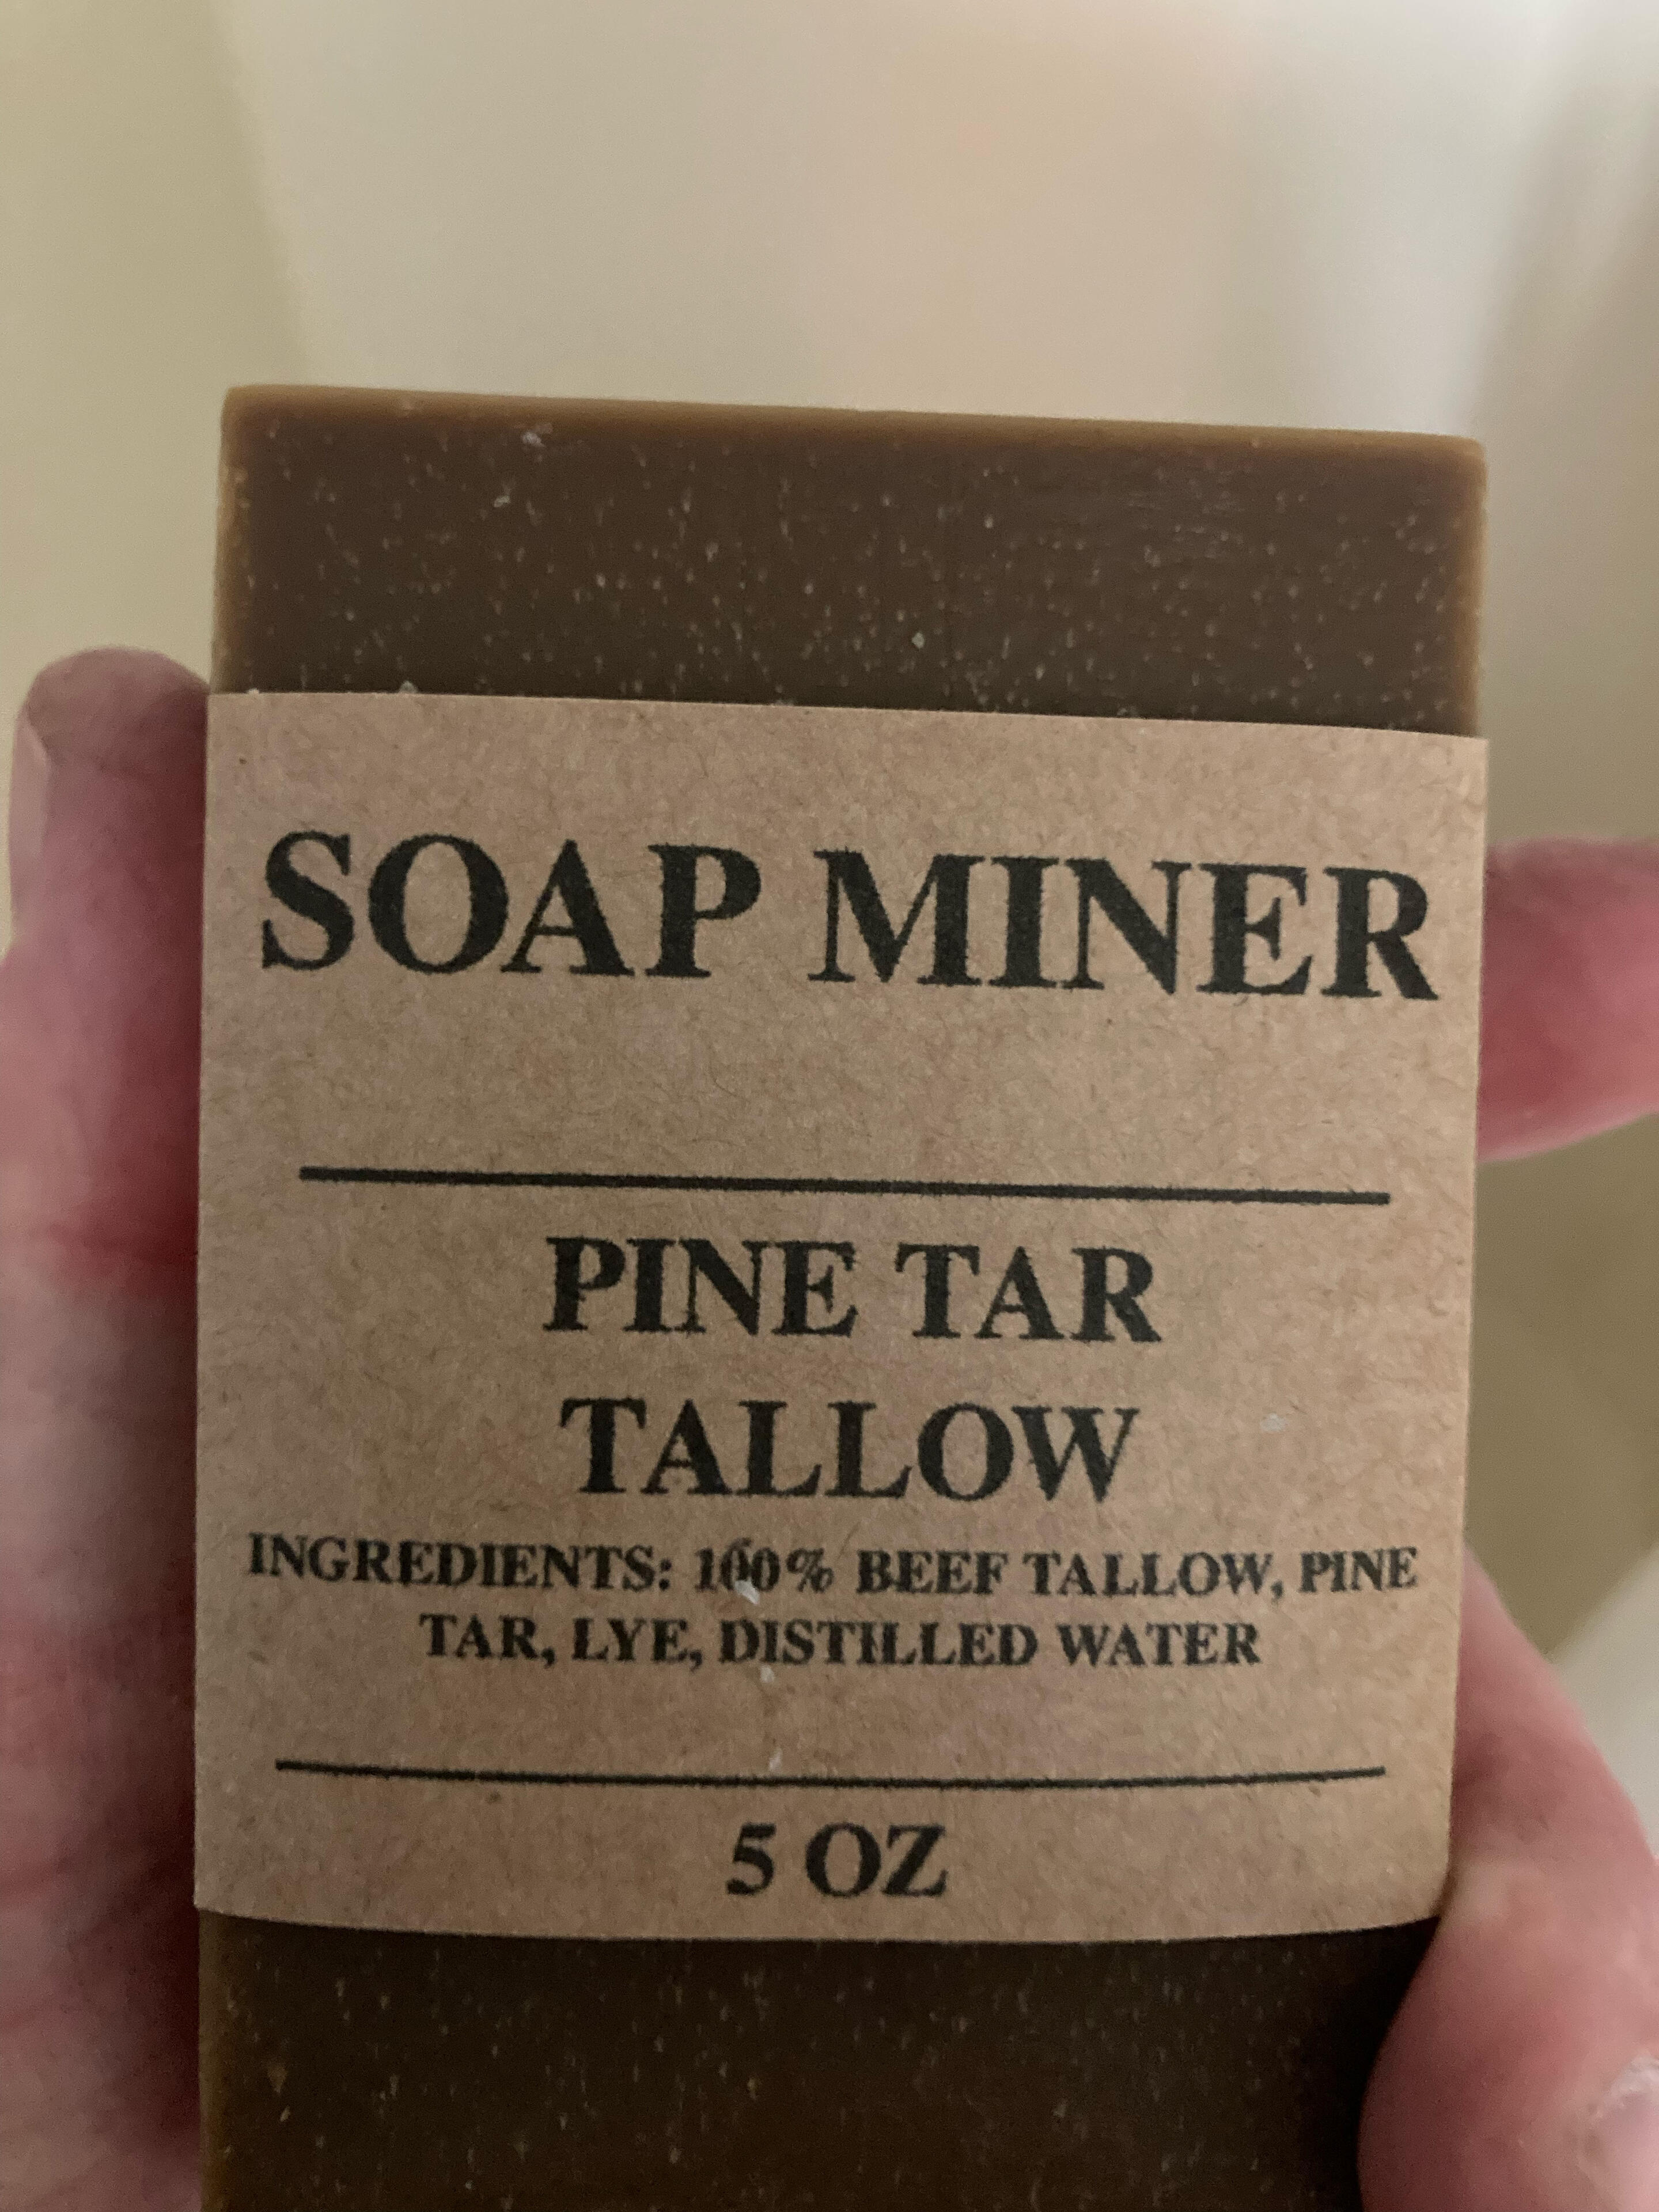 SOAP MINER
PINE TAR
TALLOW
INGREDIENTS: 100% BEEF TALLOW, PINE
TAR, LYE, DISTILLED WATER
5 OZ